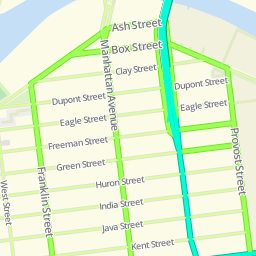 Ash Street
Box Street
Manhattan Avenue
Clay Street
Dupont Street
Dupont Street
Eagle Street
Eagle Street
Freeman Street
Provost Street
Green Street
Franklin Street
West Street
Huron Street
India Street
Java Street
Kent Street